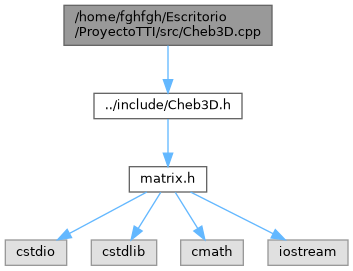 /home/fghfgh/Escritorio
/ProyectoTTI/src/Cheb3D.cpp
../include/Cheb3D.h
matrix.h
cstdio
cstdlib
cmath
iostream